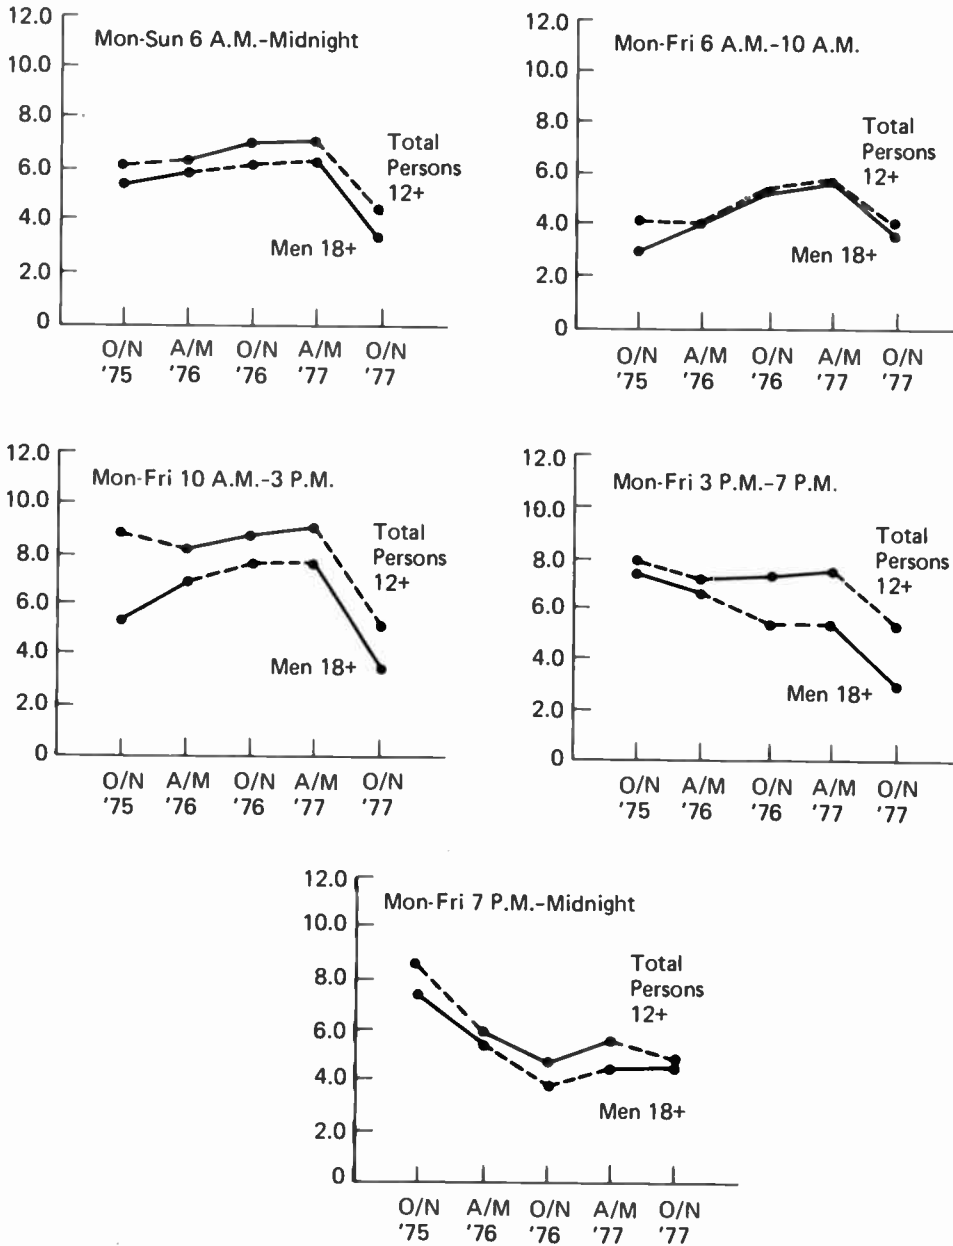 Mon-Sun 6 A.M.-Midnight
12.0
10.0
8.0
6.0
4.0
2.0
0
Total
Persons
12+
Men 18+
O/N A/M O/N A/M O/N
'75 '76 '76 '77 '77
Mon-Fri 6 A.M.-10 A.M.
12.0
10.0
8.0
6.0
4.0
2.0
0
Total
Persons
12+
Men 18+
O/N A/M O/N A/M O/N
'75 '76 '76 '77 '77
Mon-Fri 10 A.M.-3 P.M.
12.0
10.0
8.0
6.0
4.0
2.0
0
Total
Persons
12+
Men 18+
O/N A/M O/N A/M O/N
'75 '76 '76 '77 '77
Mon-Fri 3 P.M.-7 P.M.
12.0
10.0
8.0
6.0
4.0
2.0
0
Total
Persons
12+
Men 18+
O/N A/M O/N A/M O/N
'75 '76 '76 '77 '77
Mon-Fri 7 P.M.-Midnight
12.0
10.0
8.0
6.0
4.0
2.0
0
Total
Persons
12+
Men 18+
O/N A/M O/N A/M O/N
'75 '76 '76 '77 '77